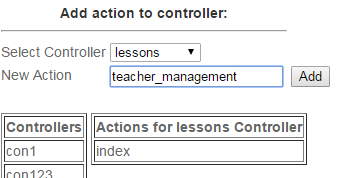 Add action to controller:
Select Controller lessons
New Action teacher_management Add
Controllers Actions for lessons Controller
con1 index
con123